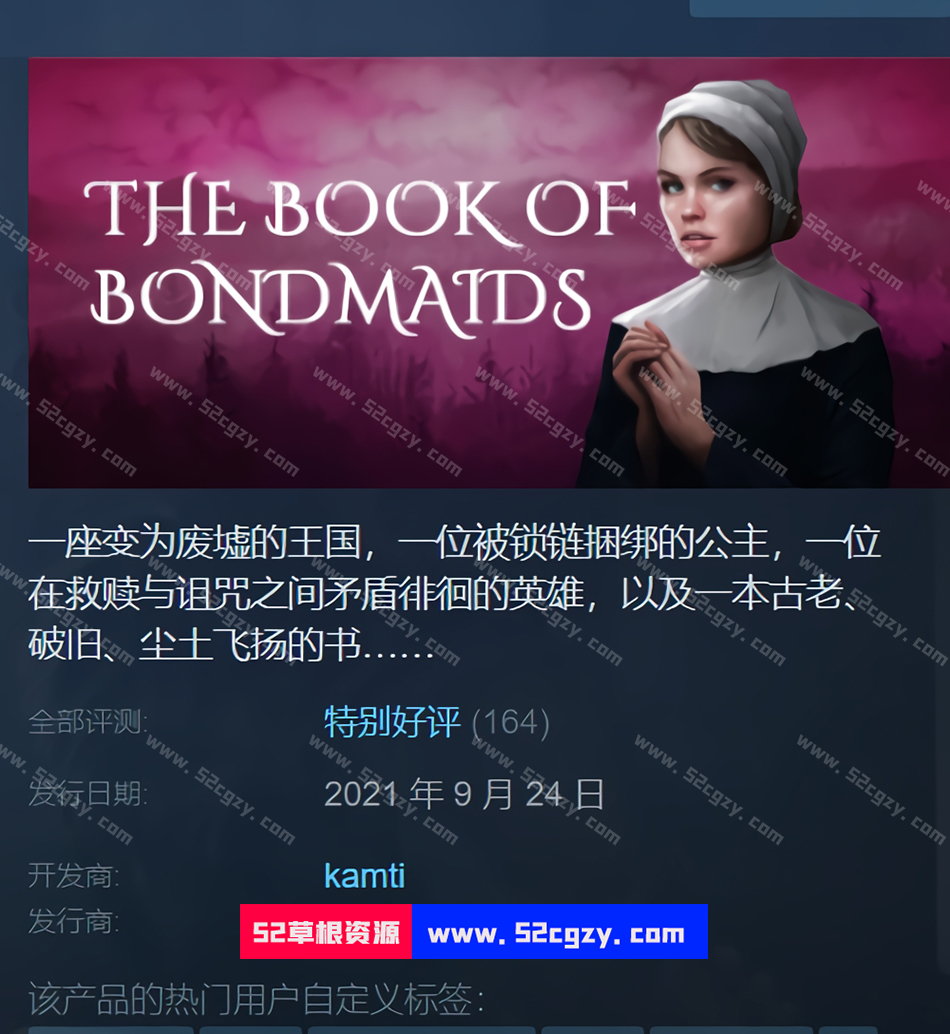 THE BOOK OF
BONDMAIDS
一座变为废墟的王国，一位被锁链捆绑的公主，一位
在救赎与诅咒之间矛盾徘徊的英雄，以及一本古老、
破旧、尘土飞扬的书……
全部评测: 特别好评 (164)
发行日期: 2021 年 9 月 24 日
开发商: kamti
发行商:
52草根资源 www.52cgzy.com
该产品的热门用户自定义标签:
www.52cgzy.com